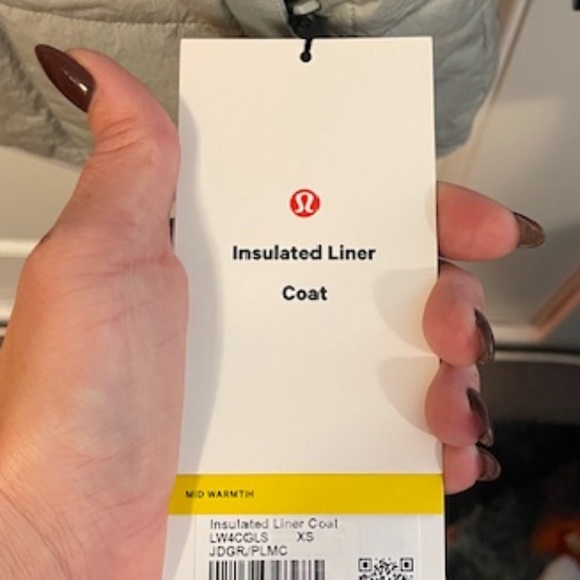 Insulated Liner
Coat
MID WARMTH
Insulated Liner Coat
LW4CGLS XS
JDGR/PLMC